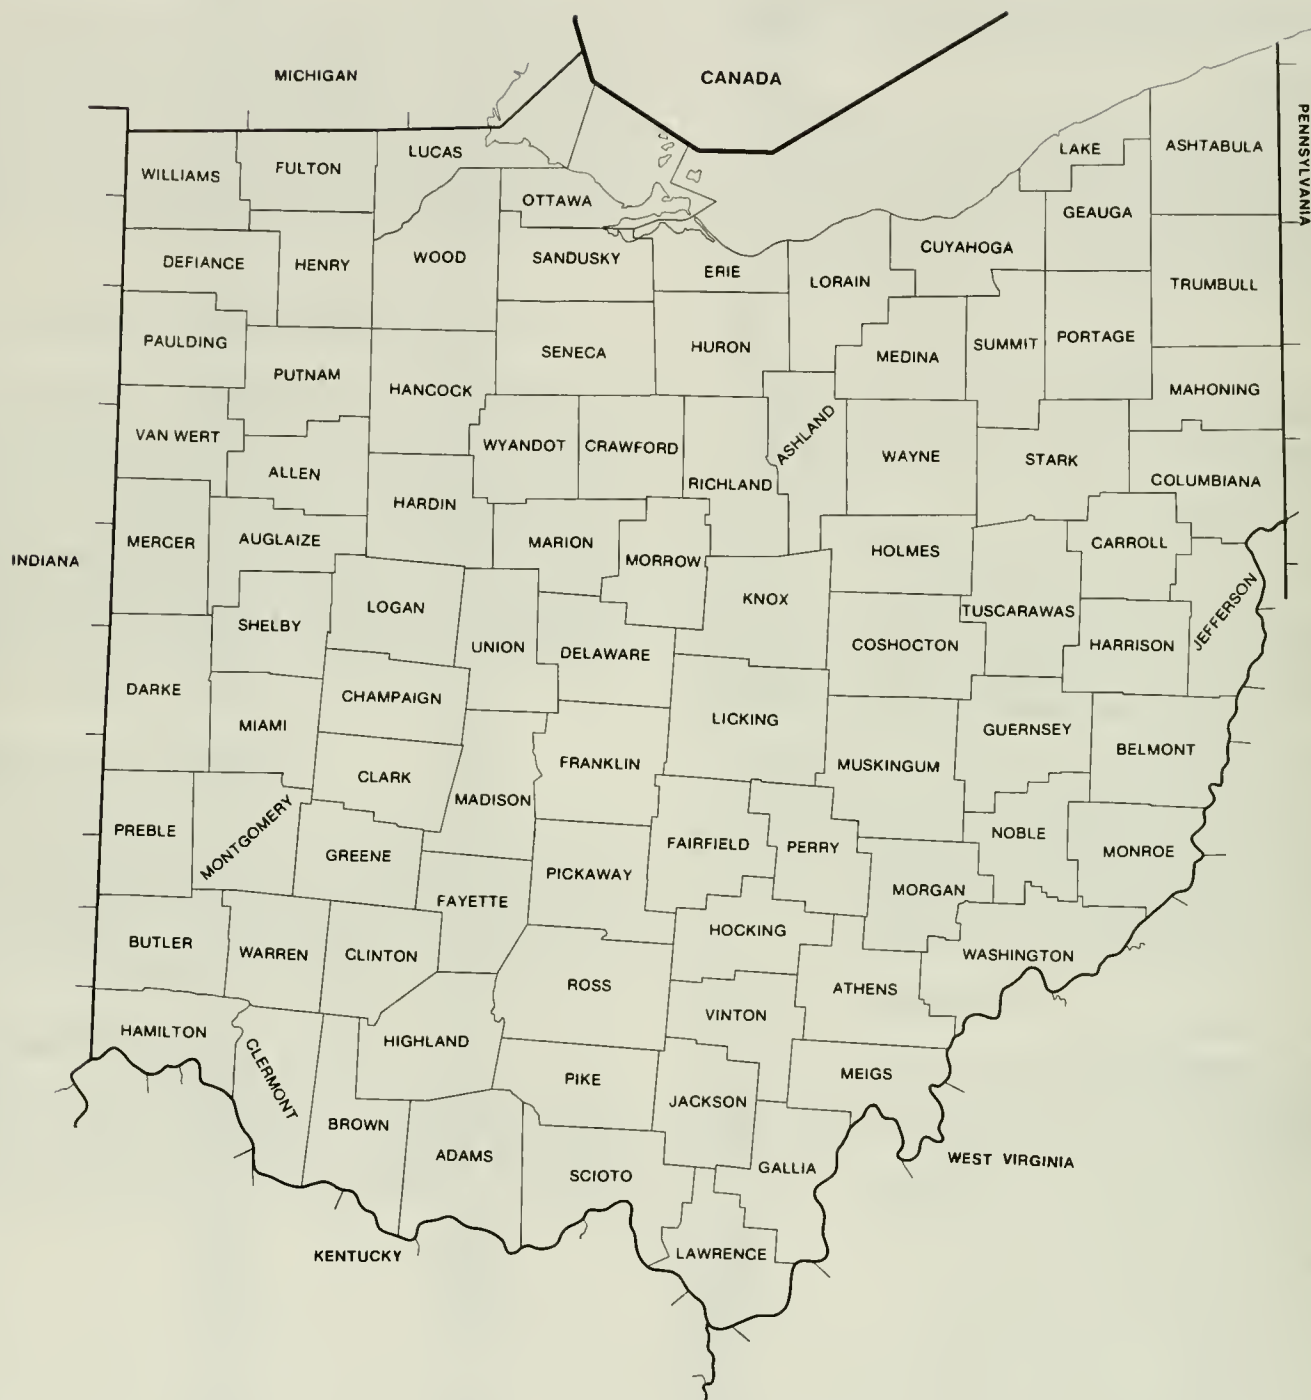 MICHIGAN
CANADA
PENNSYLVANIA
LAKE
ASHTABULA
LUCAS
FULTON
WILLIAMS
OTTAWA
GEAUGA
CUYAHOGA
WOOD
SANDUSKY
DEFIANCE
HENRY
ERIE
LORAIN
TRUMBULL
PAULDING
SENECA
HURON
MEDINA
SUMMIT
PORTAGE
PUTNAM
HANCOCK
MAHONING
VAN WERT
WYANDOT
CRAWFORD
ASHLAND
WAYNE
STARK
ALLEN
RICHLAND
COLUMBIANA
HARDIN
MERCER
AUGLAIZE
MARION
MORROW
HOLMES
CARROLL
INDIANA
LOGAN
KNOX
TUSCARAWAS
JEFFERSON
SHELBY
UNION
DELAWARE
COSHOCTON
HARRISON
DARKE
CHAMPAIGN
MIAMI
LICKING
GUERNSEY
BELMONT
CLARK
FRANKLIN
MUSKINGUM
MADISON
PREBLE
MONTGOMERY
GREENE
FAIRFIELD
PERRY
NOBLE
MONROE
PICKAWAY
MORGAN
FAYETTE
HOCKING
BUTLER
WARREN
CLINTON
WASHINGTON
ROSS
ATHENS
VINTON
HAMILTON
CLERMONT
HIGHLAND
PIKE
MEIGS
JACKSON
BROWN
ADAMS
SCIOTO
GALLIA
WEST VIRGINIA
KENTUCKY
LAWRENCE